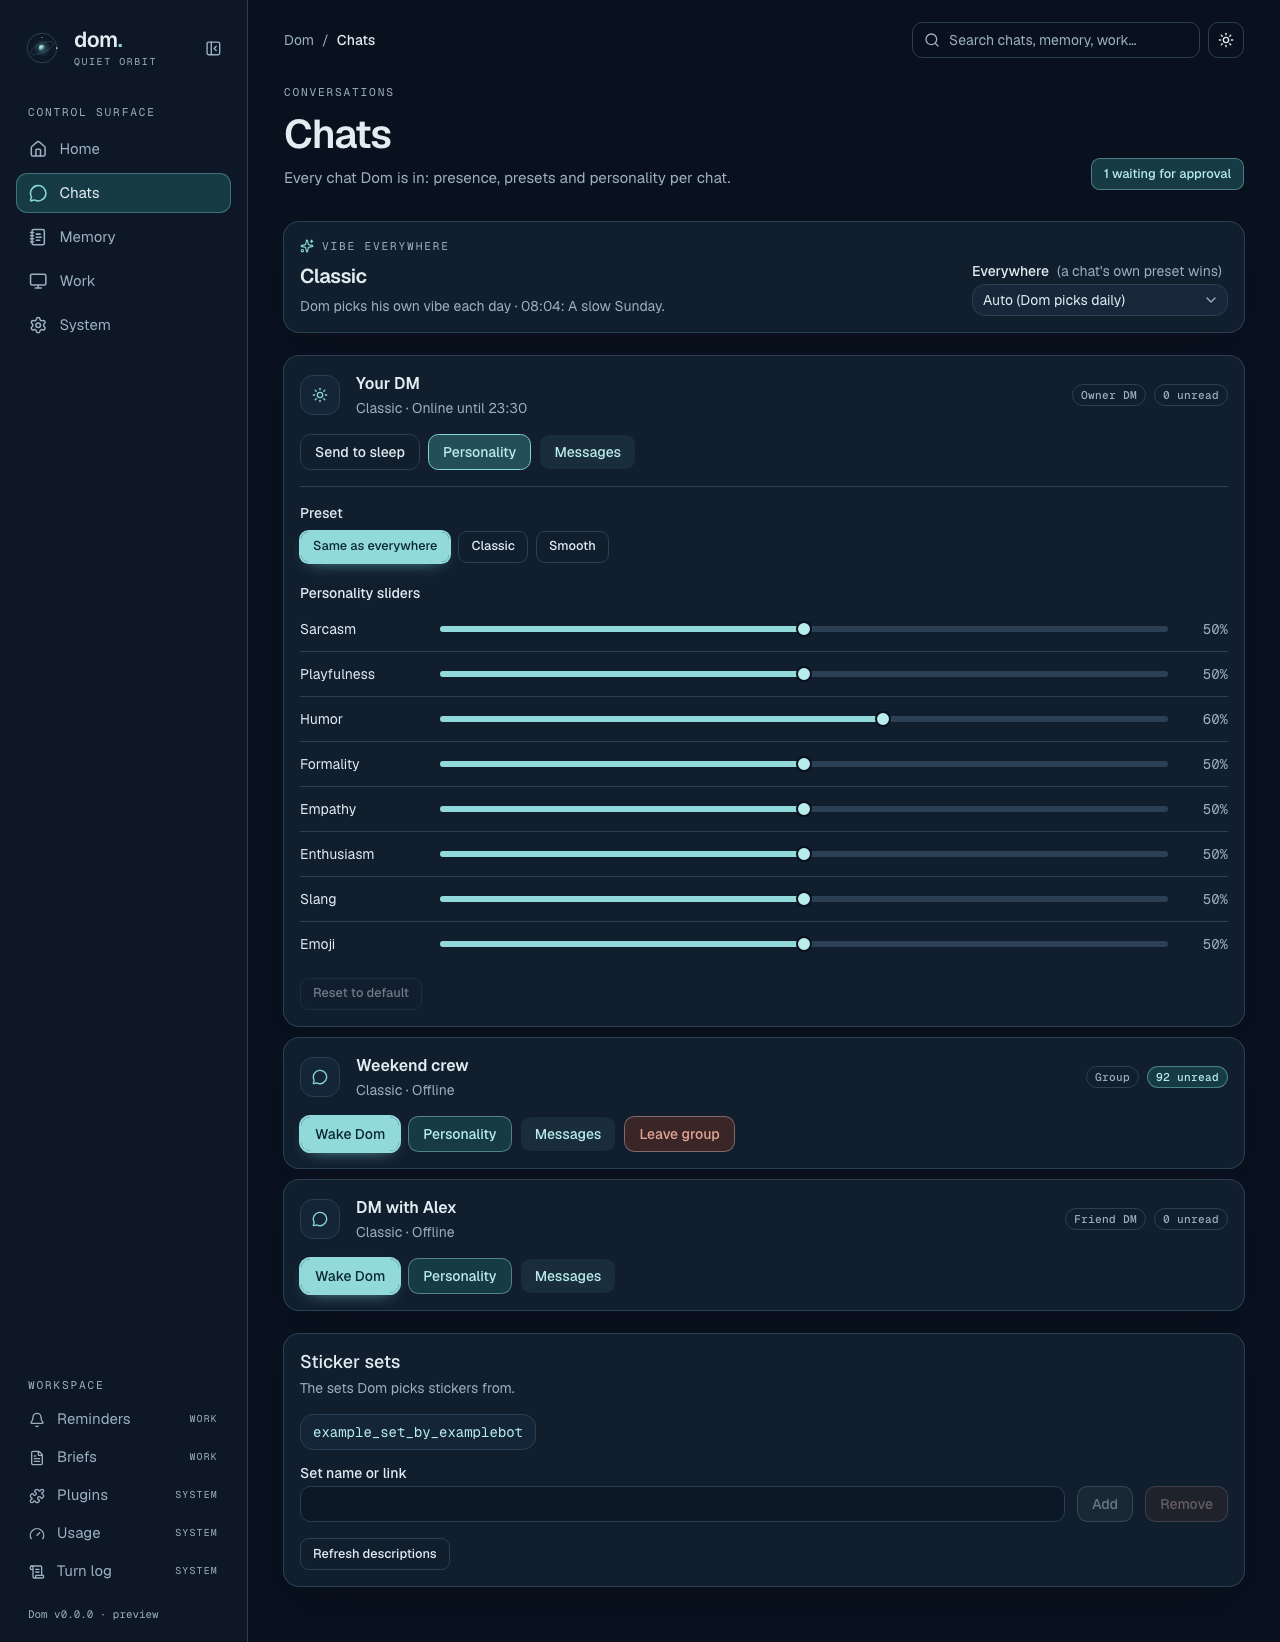 dom.
QUIET ORBIT
CONTROL SURFACE
Home
Chats
Memory
Work
System
WORKSPACE
Reminders WORK
Briefs WORK
Plugins SYSTEM
Usage SYSTEM
Turn log SYSTEM
Dom v0.0.0 · preview
Dom / Chats
Search chats, memory, work…
CONVERSATIONS
Chats
Every chat Dom is in: presence, presets and personality per chat.
1 waiting for approval
VIBE EVERYWHERE
Classic
Dom picks his own vibe each day · 08:04: A slow Sunday.
Everywhere (a chat's own preset wins)
Auto (Dom picks daily)
Your DM
Classic · Online until 23:30
Owner DM 0 unread
Send to sleep Personality Messages
Preset
Same as everywhere Classic Smooth
Personality sliders
Sarcasm 50%
Playfulness 50%
Humor 60%
Formality 50%
Empathy 50%
Enthusiasm 50%
Slang 50%
Emoji 50%
Reset to default
Weekend crew
Classic · Offline
Group 92 unread
Wake Dom Personality Messages Leave group
DM with Alex
Classic · Offline
Friend DM 0 unread
Wake Dom Personality Messages
Sticker sets
The sets Dom picks stickers from.
example_set_by_examplebot
Set name or link
Add Remove
Refresh descriptions